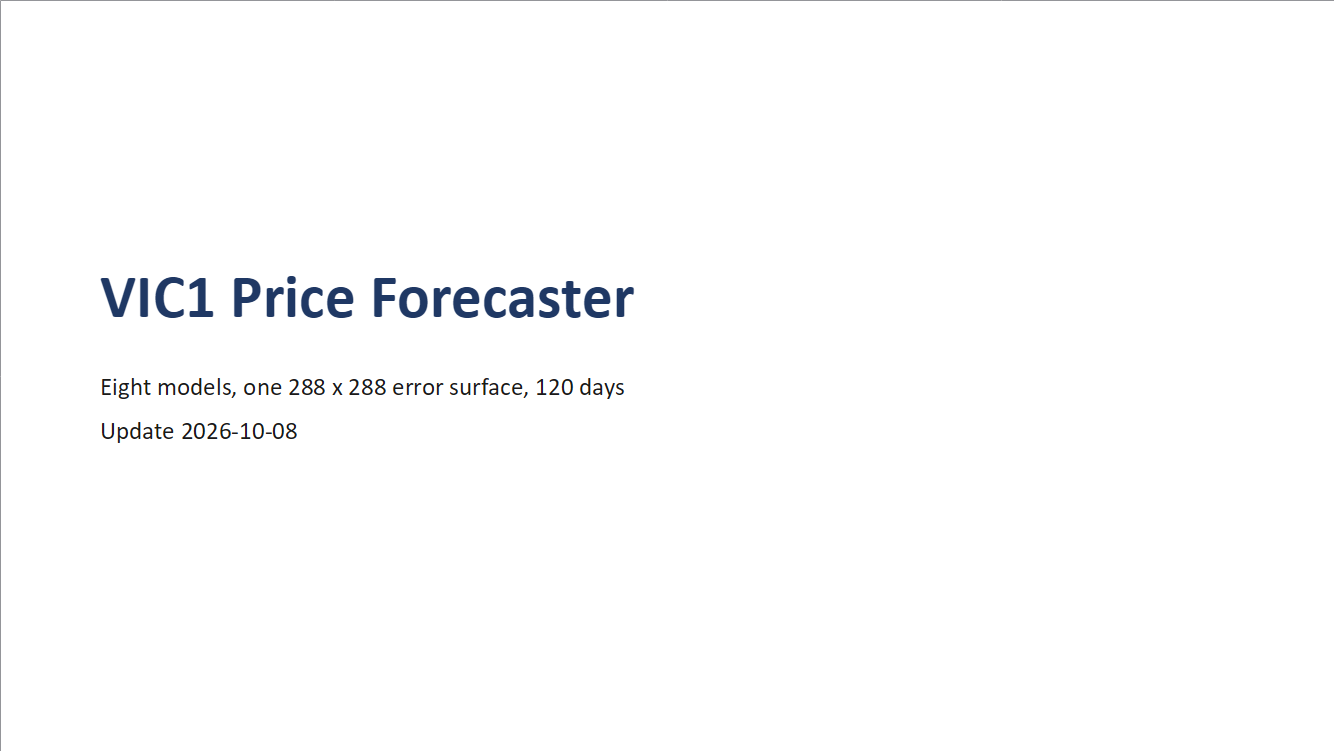 VIC1 Price Forecaster
Eight models, one 288 x 288 error surface, 120 days
Update 2026-10-08